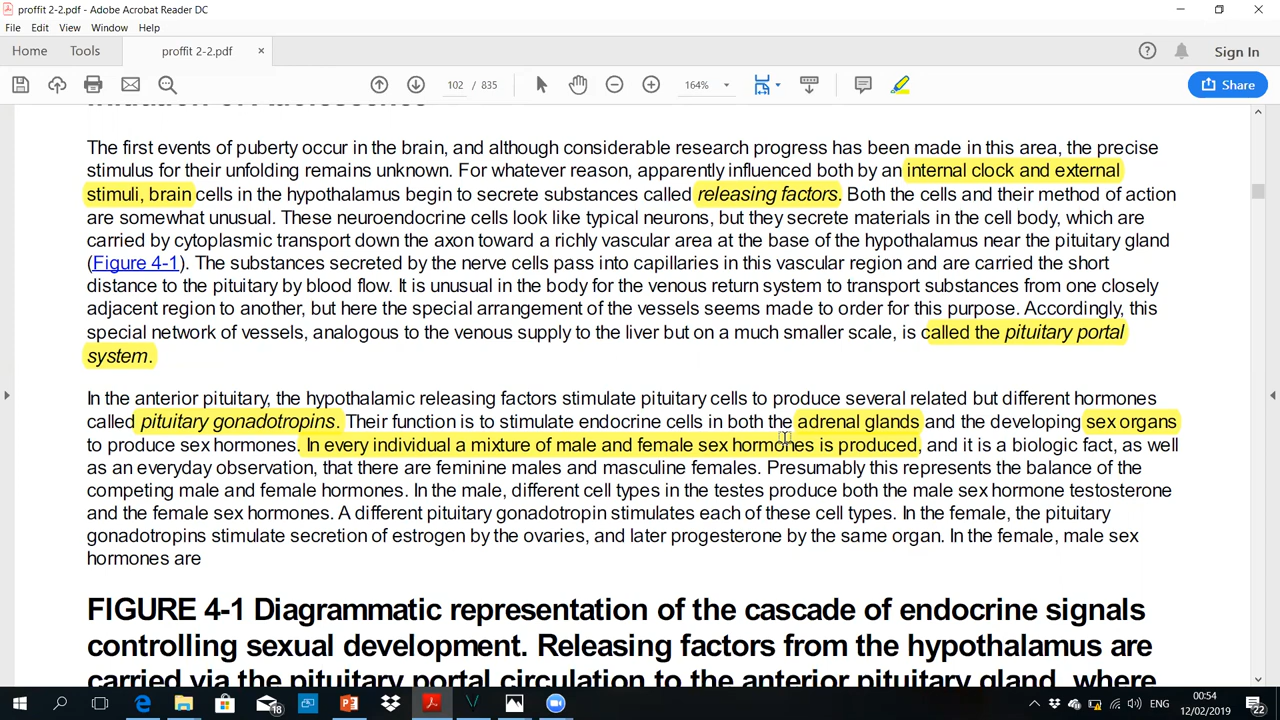 proffit 2-2.pdf - Adobe Acrobat Reader DC
File Edit View Window Help
Home Tools proffit 2-2.pdf × Sign In
102 / 835 164% Share
The first events of puberty occur in the brain, and although considerable research progress has been made in this area, the precise
stimulus for their unfolding remains unknown. For whatever reason, apparently influenced both by an internal clock and external
stimuli, brain cells in the hypothalamus begin to secrete substances called releasing factors. Both the cells and their method of action
are somewhat unusual. These neuroendocrine cells look like typical neurons, but they secrete materials in the cell body, which are
carried by cytoplasmic transport down the axon toward a richly vascular area at the base of the hypothalamus near the pituitary gland
(Figure 4-1). The substances secreted by the nerve cells pass into capillaries in this vascular region and are carried the short
distance to the pituitary by blood flow. It is unusual in the body for the venous return system to transport substances from one closely
adjacent region to another, but here the special arrangement of the vessels seems made to order for this purpose. Accordingly, this
special network of vessels, analogous to the venous supply to the liver but on a much smaller scale, is called the pituitary portal
system.
In the anterior pituitary, the hypothalamic releasing factors stimulate pituitary cells to produce several related but different hormones
called pituitary gonadotropins. Their function is to stimulate endocrine cells in both the adrenal glands and the developing sex organs
to produce sex hormones. In every individual a mixture of male and female sex hormones is produced, and it is a biologic fact, as well
as an everyday observation, that there are feminine males and masculine females. Presumably this represents the balance of the
competing male and female hormones. In the male, different cell types in the testes produce both the male sex hormone testosterone
and the female sex hormones. A different pituitary gonadotropin stimulates each of these cell types. In the female, the pituitary
gonadotropins stimulate secretion of estrogen by the ovaries, and later progesterone by the same organ. In the female, male sex
hormones are
FIGURE 4-1 Diagrammatic representation of the cascade of endocrine signals
controlling sexual development. Releasing factors from the hypothalamus are
carried via the pituitary portal circulation to the anterior pituitary gland, where
18 ENG 00:54
12/02/2019 22